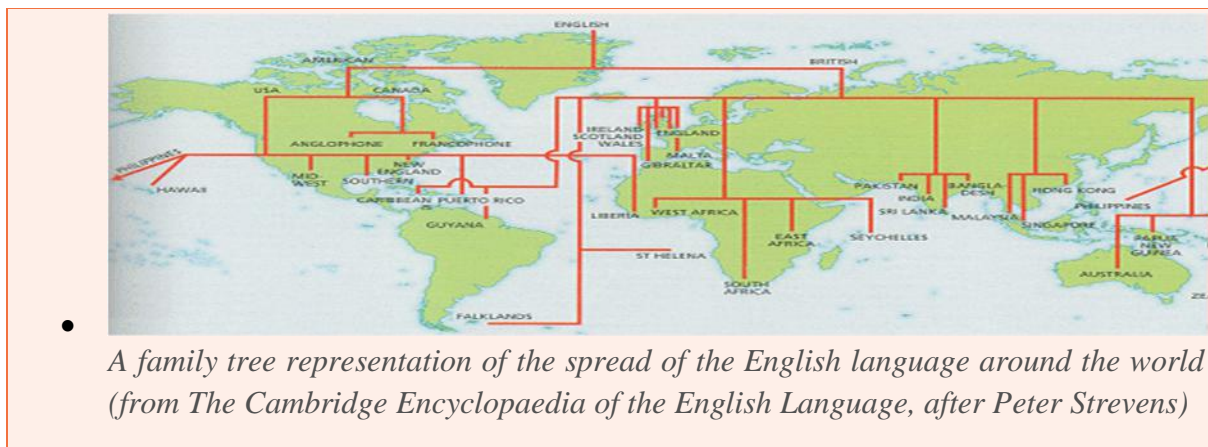 ENGLISH
AMERICAN
BRITISH
USA
CANADA
ANGLOPHONE
FRANCOPHONE
IRELAND
SCOTLAND
WALES
ENGLAND
MALTA
GIBRALTAR
PHILIPPINES
HAWAII
MID-
WEST
SOUTHERN
NEW
ENGLAND
CARIBBEAN
PUERTO RICO
GUYANA
LIBERIA
WEST AFRICA
EAST
AFRICA
SEYCHELLES
SOUTH
AFRICA
ST HELENA
FALKLANDS
PAKISTAN
INDIA
BANGLA-
DESH
SRI LANKA
MALAYSIA
SINGAPORE
HONG KONG
PHILIPPINES
PAPUA
NEW
GUINEA
AUSTRALIA
A family tree representation of the spread of the English language around the world
(from The Cambridge Encyclopaedia of the English Language, after Peter Strevens)